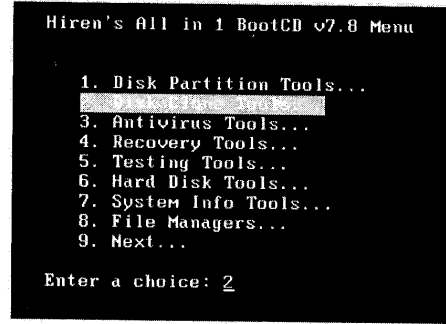 Hiren's All in 1 BootCD v7.8 Menu
1. Disk Partition Tools...
2. Disk Clone Tools...
3. Antivirus Tools...
4. Recovery Tools...
5. Testing Tools...
6. Hard Disk Tools...
7. System Info Tools...
8. File Managers...
9. Next...
Enter a choice: 2